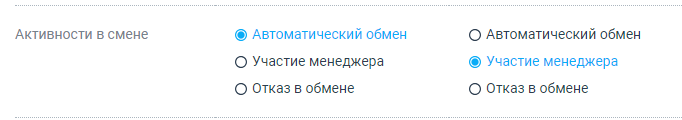 Активности в смене
Автоматический обмен
Автоматический обмен
Участие менеджера
Участие менеджера
Отказ в обмене
Отказ в обмене